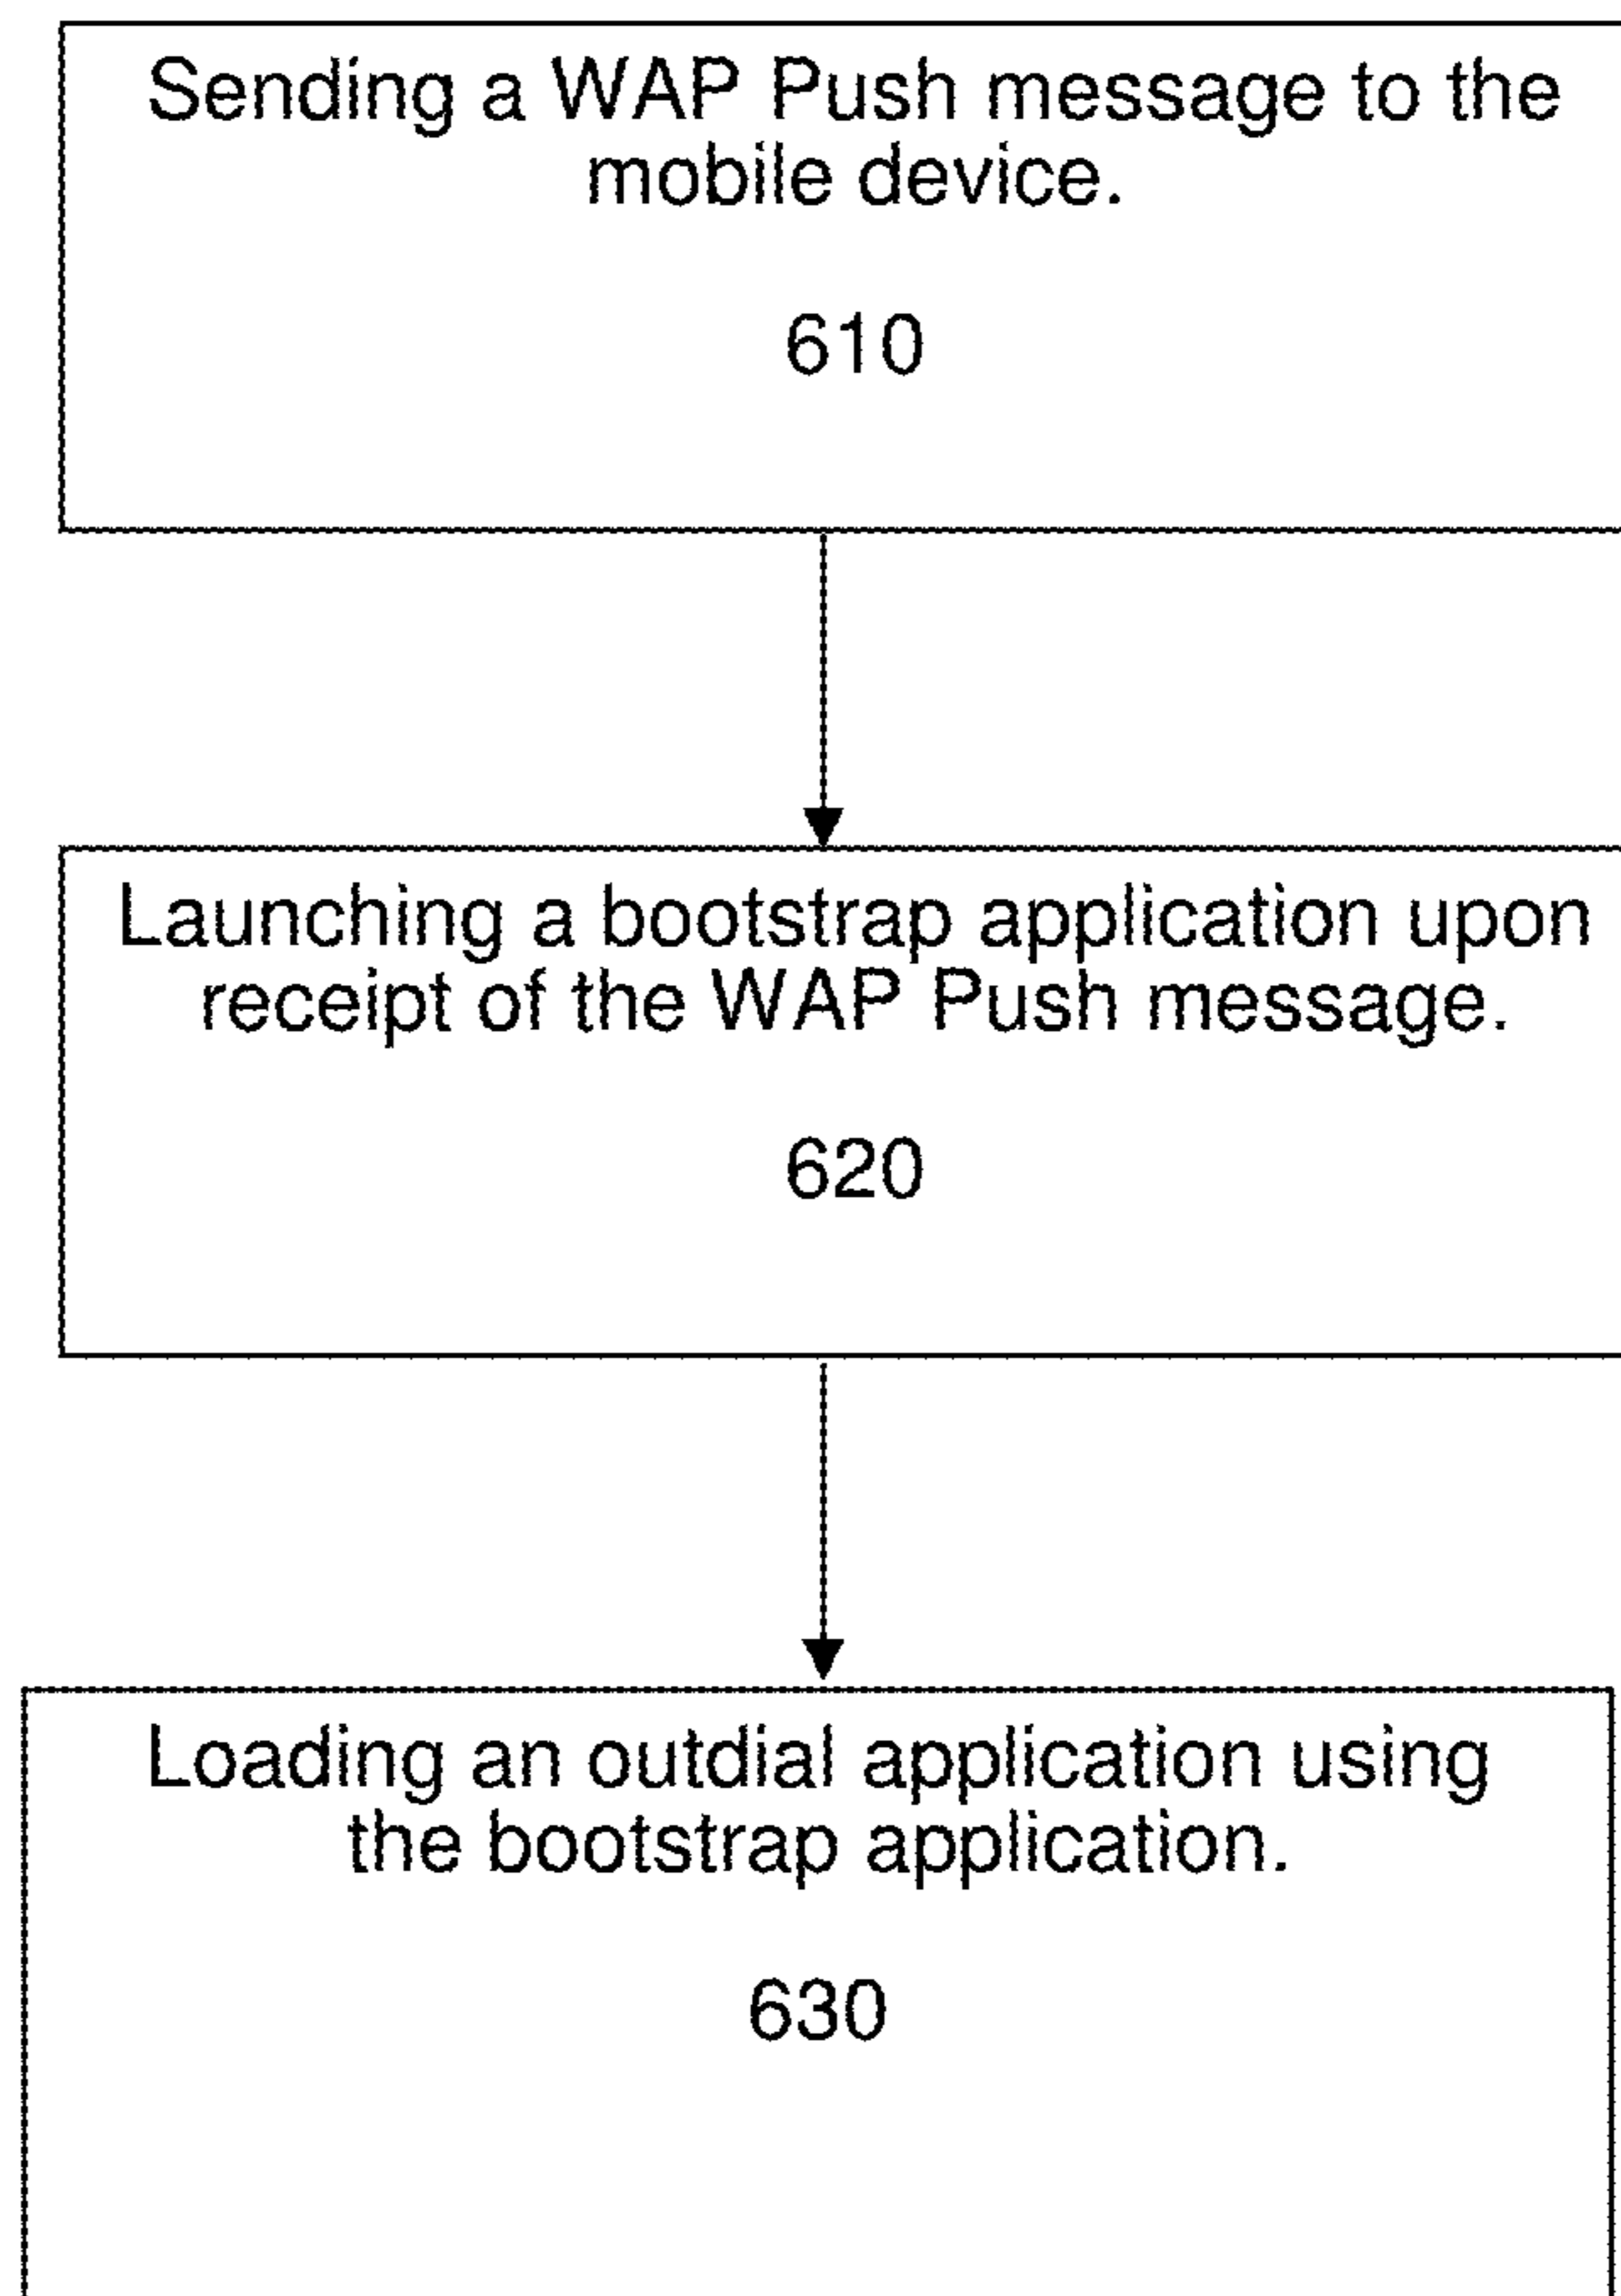 Sending a WAP Push message to the
mobile device.
610
Launching a bootstrap application upon
receipt of the WAP Push message.
620
Loading an outdial application using
the bootstrap application.
630